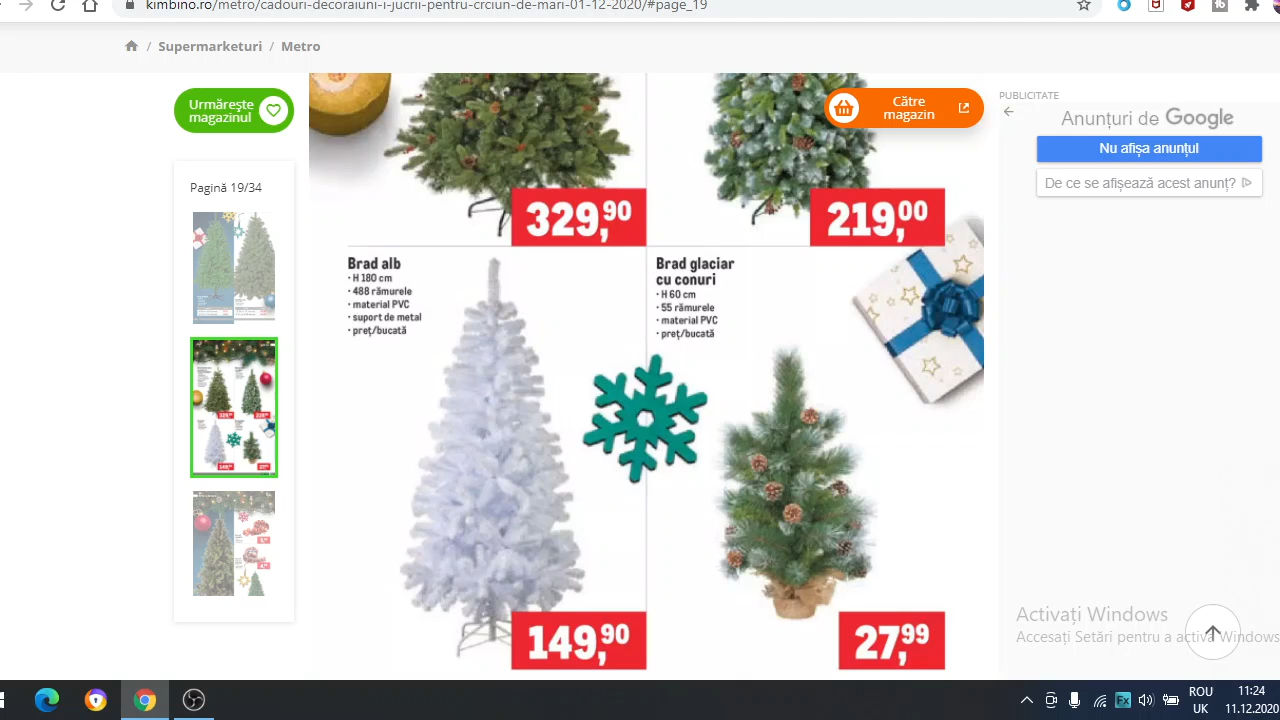 kimbino.ro/metro/cadouri-decoraiuni-i-jucrii-pentru-crciun-de-mari-01-12-2020/#page_19
/ Supermarketuri / Metro
Urmărește
magazinul
Către
magazin
PUBLICITATE
Anunțuri de Google
Nu afișa anunțul
De ce se afișează acest anunț?
Pagină 19/34
329,90
219,00
Brad alb
• H 180 cm
• 488 rămurele
• material PVC
• suport de metal
• preț/bucată
Brad glaciar
cu conuri
• H 60 cm
• 55 rămurele
• material PVC
• preț/bucată
149,90
27,99
Activați Windows
Accesați Setări pentru a activa Windows
ROU
UK
11:24
11.12.2020